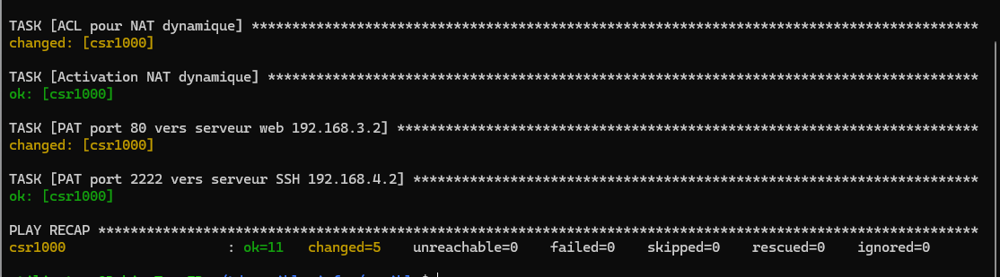 TASK [ACL pour NAT dynamique] ******************************************************************************************
changed: [csr1000]
TASK [Activation NAT dynamique] ****************************************************************************************
ok: [csr1000]
TASK [PAT port 80 vers serveur web 192.168.3.2] ************************************************************************
changed: [csr1000]
TASK [PAT port 2222 vers serveur SSH 192.168.4.2] **********************************************************************
ok: [csr1000]
PLAY RECAP *************************************************************************************************************
csr1000                    : ok=11   changed=5    unreachable=0    failed=0    skipped=0    rescued=0    ignored=0